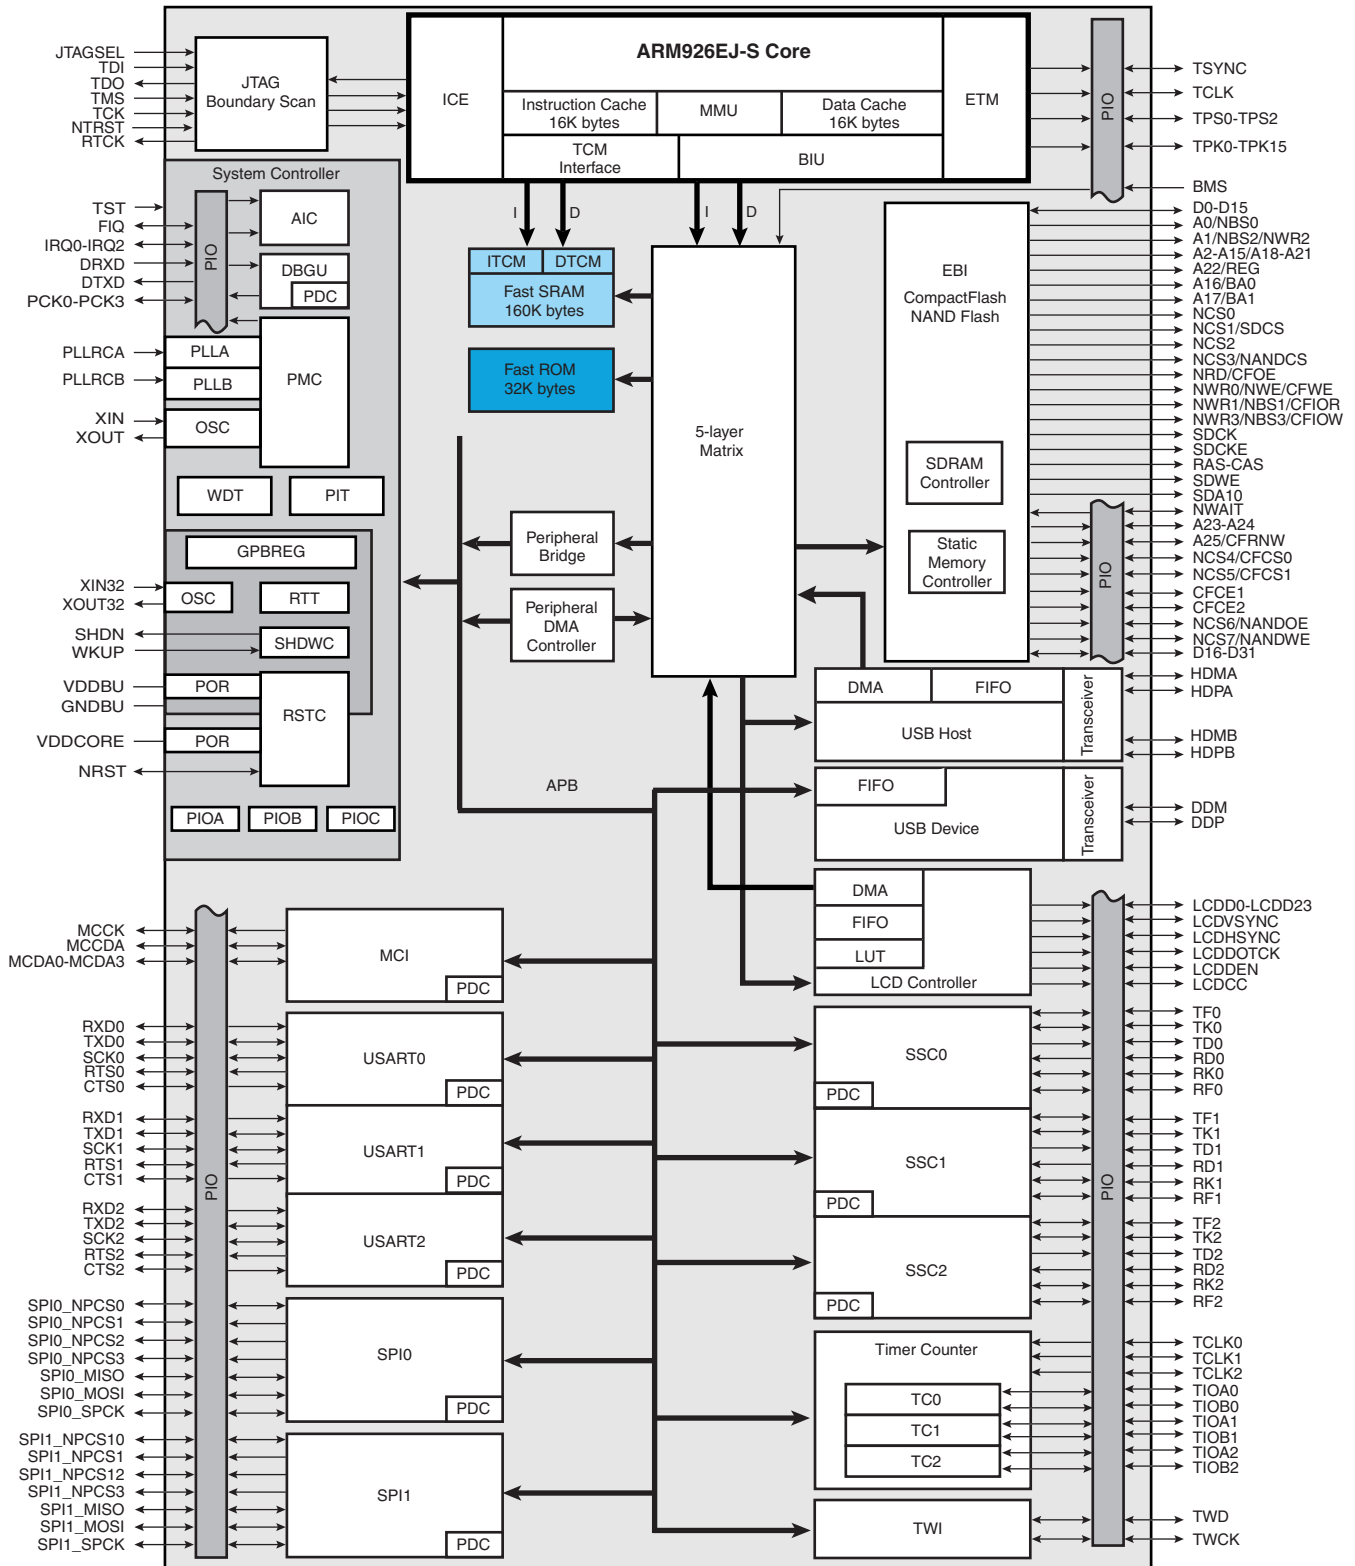 ARM926EJ-S Core
ICE
ETM
Instruction Cache
16K bytes
MMU
Data Cache
16K bytes
TCM
Interface
BIU
JTAGSEL
TDI
TDO
TMS
TCK
NTRST
RTCK
JTAG
Boundary Scan
PIO
TSYNC
TCLK
TPS0-TPS2
TPK0-TPK15
BMS
System Controller
TST
FIQ
IRQ0-IRQ2
DRXD
DTXD
PCK0-PCK3
PIO
AIC
DBGU
PDC
PLLRCA
PLLRCB
XIN
XOUT
PLLA
PLLB
OSC
PMC
WDT
PIT
GPBREG
XIN32
XOUT32
OSC
RTT
SHDN
WKUP
SHDWC
VDDBU
GNDBU
POR
RSTC
VDDCORE
POR
NRST
PIOA
PIOB
PIOC
I
D
I
D
ITCM
DTCM
Fast SRAM
160K bytes
Fast ROM
32K bytes
5-layer
Matrix
Peripheral
Bridge
Peripheral
DMA
Controller
APB
EBI
CompactFlash
NAND Flash
SDRAM
Controller
Static
Memory
Controller
D0-D15
A0/NBS0
A1/NBS2/NWR2
A2-A15/A18-A21
A22/REG
A16/BA0
A17/BA1
NCS0
NCS1/SDCS
NCS2
NCS3/NANDCS
NRD/CFOE
NWR0/NWE/CFWE
NWR1/NBS1/CFIOR
NWR3/NBS3/CFIOW
SDCK
SDCKE
RAS-CAS
SDWE
SDA10
PIO
NWAIT
A23-A24
A25/CFRNW
NCS4/CFCS0
NCS5/CFCS1
CFCE1
CFCE2
NCS6/NANDOE
NCS7/NANDWE
D16-D31
DMA
FIFO
USB Host
Transceiver
HDMA
HDPA
HDMB
HDPB
FIFO
USB Device
Transceiver
DDM
DDP
DMA
FIFO
LUT
LCD Controller
LCDD0-LCDD23
LCDVSYNC
LCDHSYNC
LCDDOTCK
LCDDEN
LCDCC
MCCK
MCCDA
MCDA0-MCDA3
MCI
PDC
RXD0
TXD0
SCK0
RTS0
CTS0
USART0
PDC
RXD1
TXD1
SCK1
RTS1
CTS1
PIO
USART1
PDC
RXD2
TXD2
SCK2
RTS2
CTS2
USART2
PDC
SPI0_NPCS0
SPI0_NPCS1
SPI0_NPCS2
SPI0_NPCS3
SPI0_MISO
SPI0_MOSI
SPI0_SPCK
SPI0
PDC
SPI1_NPCS10
SPI1_NPCS1
SPI1_NPCS12
SPI1_NPCS3
SPI1_MISO
SPI1_MOSI
SPI1_SPCK
SPI1
PDC
SSC0
PDC
TF0
TK0
TD0
RD0
RK0
RF0
SSC1
PDC
PIO
TF1
TK1
TD1
RD1
RK1
RF1
SSC2
PDC
TF2
TK2
TD2
RD2
RK2
RF2
Timer Counter
TC0
TC1
TC2
TCLK0
TCLK1
TCLK2
TIOA0
TIOB0
TIOA1
TIOB1
TIOA2
TIOB2
TWI
TWD
TWCK